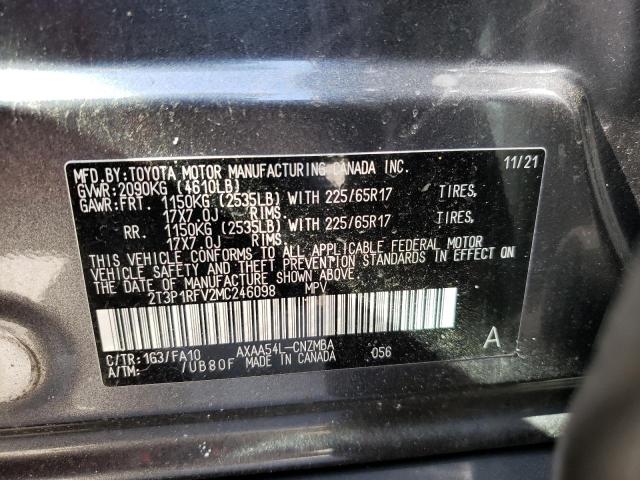 MFD.BY:TOYOTA MOTOR MANUFACTURING CANADA INC. 11/21
GVWR:2090KG (4610LB)
GAWR:FRT. 1150KG (2535LB) WITH 225/65R17 TIRES,
17X7.0J RIMS,
RR. 1150KG (2535LB) WITH 225/65R17 TIRES,
17X7.0J RIMS.
THIS VEHICLE CONFORMS TO ALL APPLICABLE FEDERAL MOTOR
VEHICLE SAFETY AND THEFT PREVENTION STANDARDS IN EFFECT ON
THE DATE OF MANUFACTURE SHOWN ABOVE.
2T3P1RFV2MC246098 MPV
C/TR:1G3/FA10 AXAA54L-CNZMBA 056 A
A/TM: /UB80F MADE IN CANADA